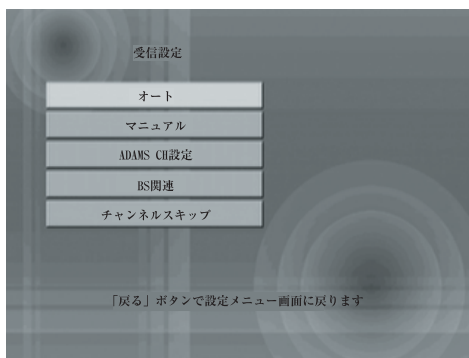 受信設定
オート
マニュアル
ADAMS CH設定
BS関連
チャンネルスキップ
「戻る」ボタンで設定メニュー画面に戻ります